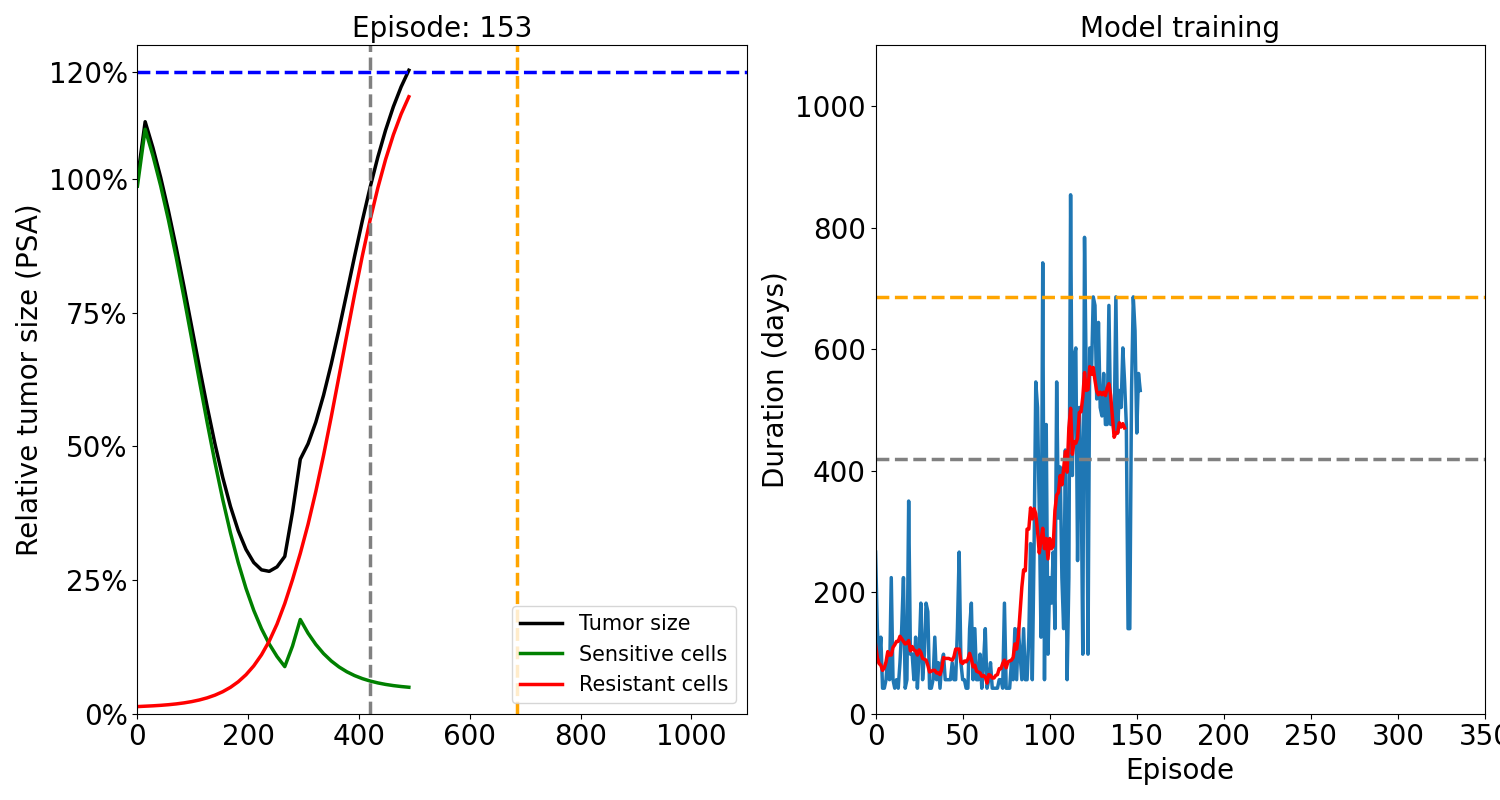 Episode: 153
Relative tumor size (PSA)
120%
100%
75%
50%
25%
0%
0 200 400 600 800 1000
Tumor size
Sensitive cells
Resistant cells
Model training
Duration (days)
1000
800
600
400
200
0
0 50 100 150 200 250 300 350
Episode